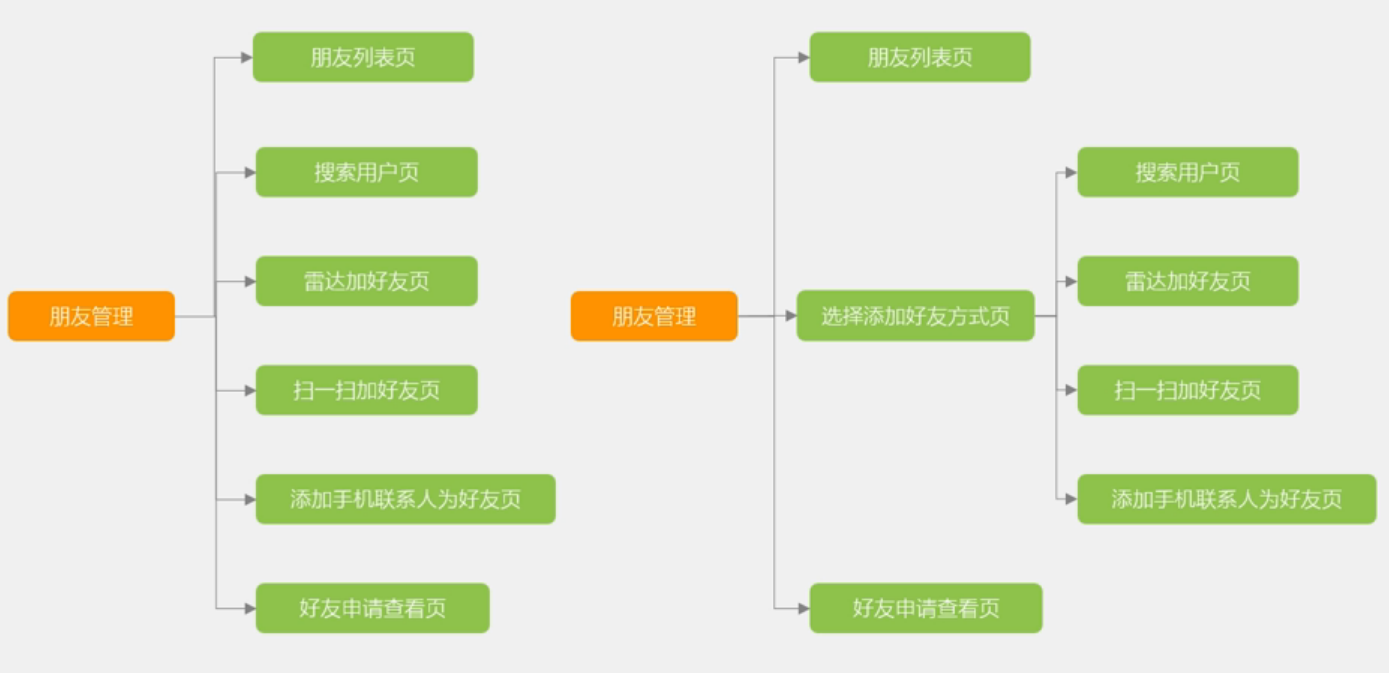 朋友列表页
搜索用户页
雷达加好友页
朋友管理
扫一扫加好友页
添加手机联系人为好友页
好友申请查看页
朋友列表页
搜索用户页
雷达加好友页
朋友管理
选择添加好友方式页
扫一扫加好友页
添加手机联系人为好友页
好友申请查看页